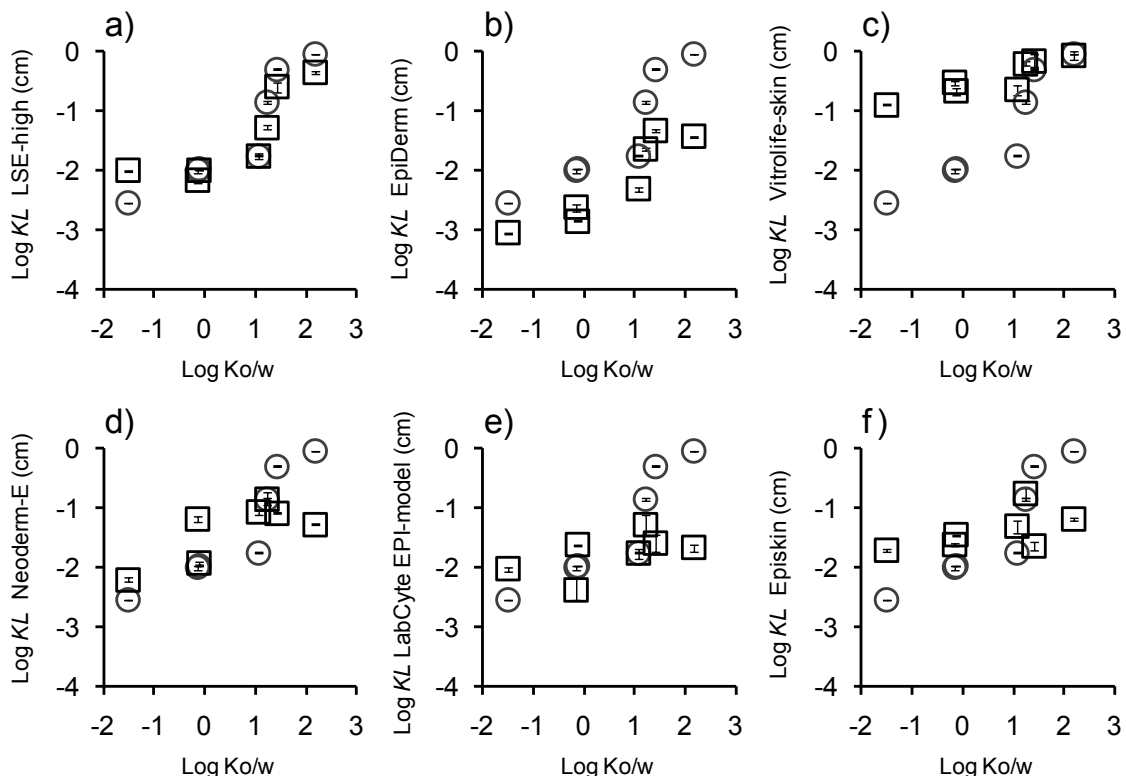 a)
Log KL LSE-high (cm)
0
-1
-2
-3
-4
-2 -1 0 1 2 3
Log Ko/w
b)
Log KL EpiDerm (cm)
0
-1
-2
-3
-4
-2 -1 0 1 2 3
Log Ko/w
c)
Log KL Vitrolife-skin (cm)
0
-1
-2
-3
-4
-2 -1 0 1 2 3
Log Ko/w
d)
Log KL Neoderm-E (cm)
0
-1
-2
-3
-4
-2 -1 0 1 2 3
Log Ko/w
e)
Log KL LabCyte EPI-model (cm)
0
-1
-2
-3
-4
-2 -1 0 1 2 3
Log Ko/w
f)
Log KL Episkin (cm)
0
-1
-2
-3
-4
-2 -1 0 1 2 3
Log Ko/w